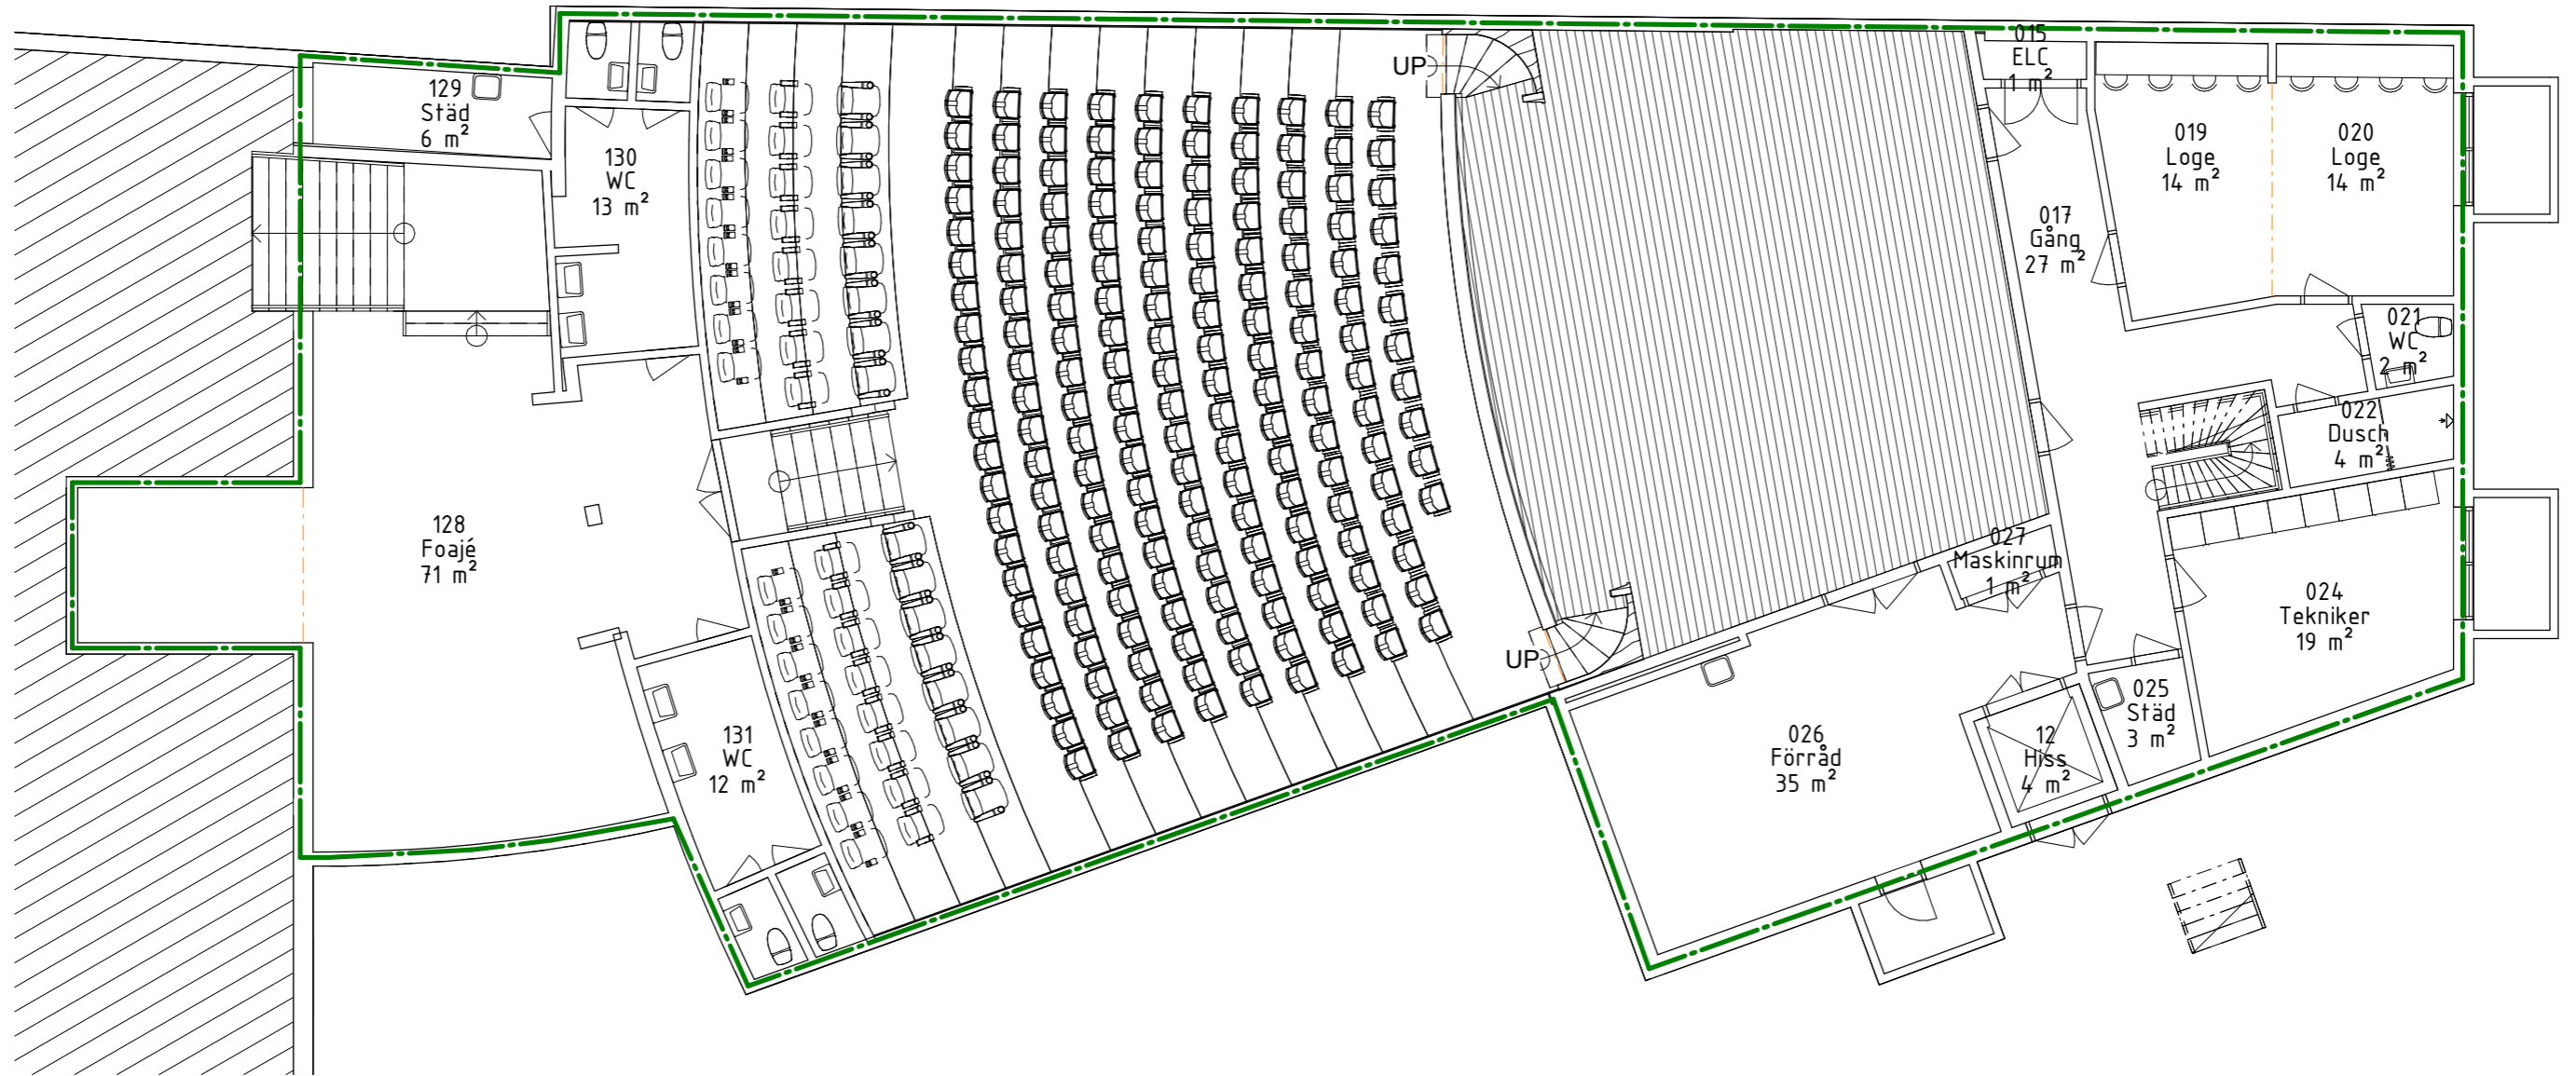 129
Städ
6 m²
130
WC
13 m²
UP
015
ELC
1 m²
019
Loge
14 m²
020
Loge
14 m²
017
Gång
27 m²
021
WC
2 m²
022
Dusch
4 m²
128
Foajé
71 m²
027
Maskinrum
1 m²
024
Tekniker
19 m²
UP
025
Städ
3 m²
131
WC
12 m²
026
Förråd
35 m²
12
Hiss
4 m²